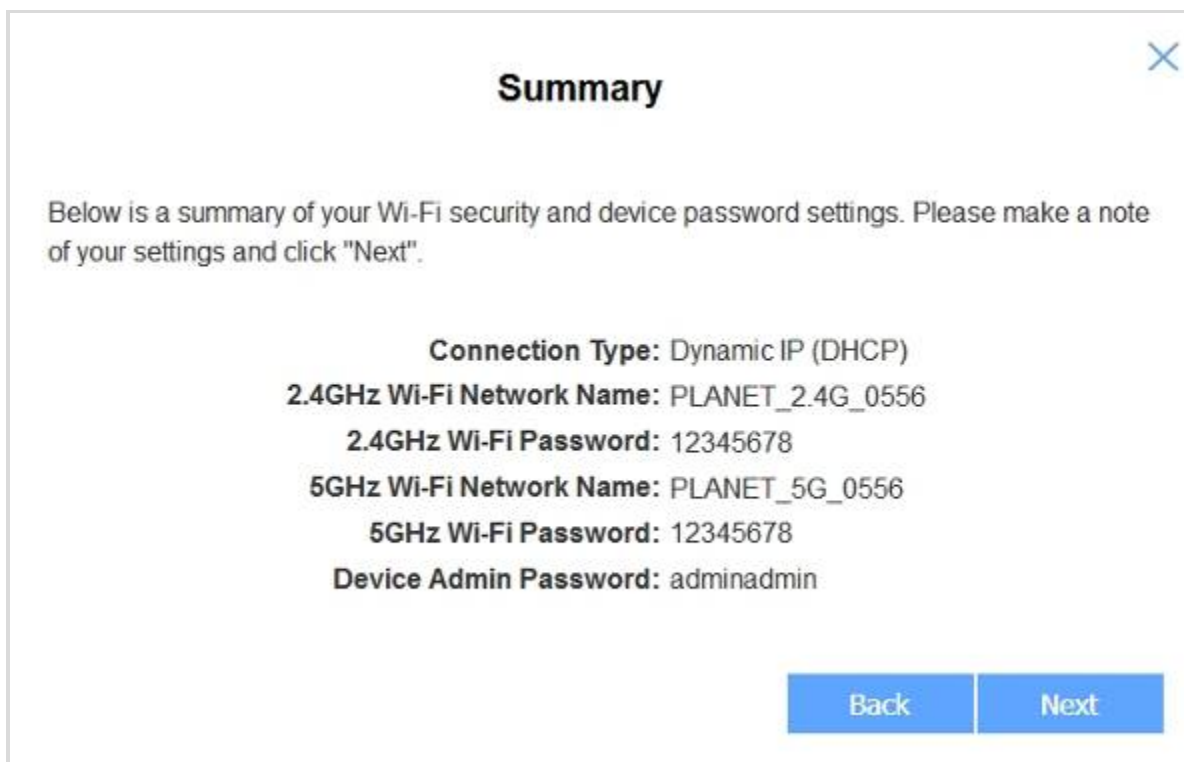 Summary
Below is a summary of your Wi-Fi security and device password settings. Please make a note
of your settings and click "Next".
Connection Type: Dynamic IP (DHCP)
2.4GHz Wi-Fi Network Name: PLANET_2.4G_0556
2.4GHz Wi-Fi Password: 12345678
5GHz Wi-Fi Network Name: PLANET_5G_0556
5GHz Wi-Fi Password: 12345678
Device Admin Password: adminadmin
Back Next